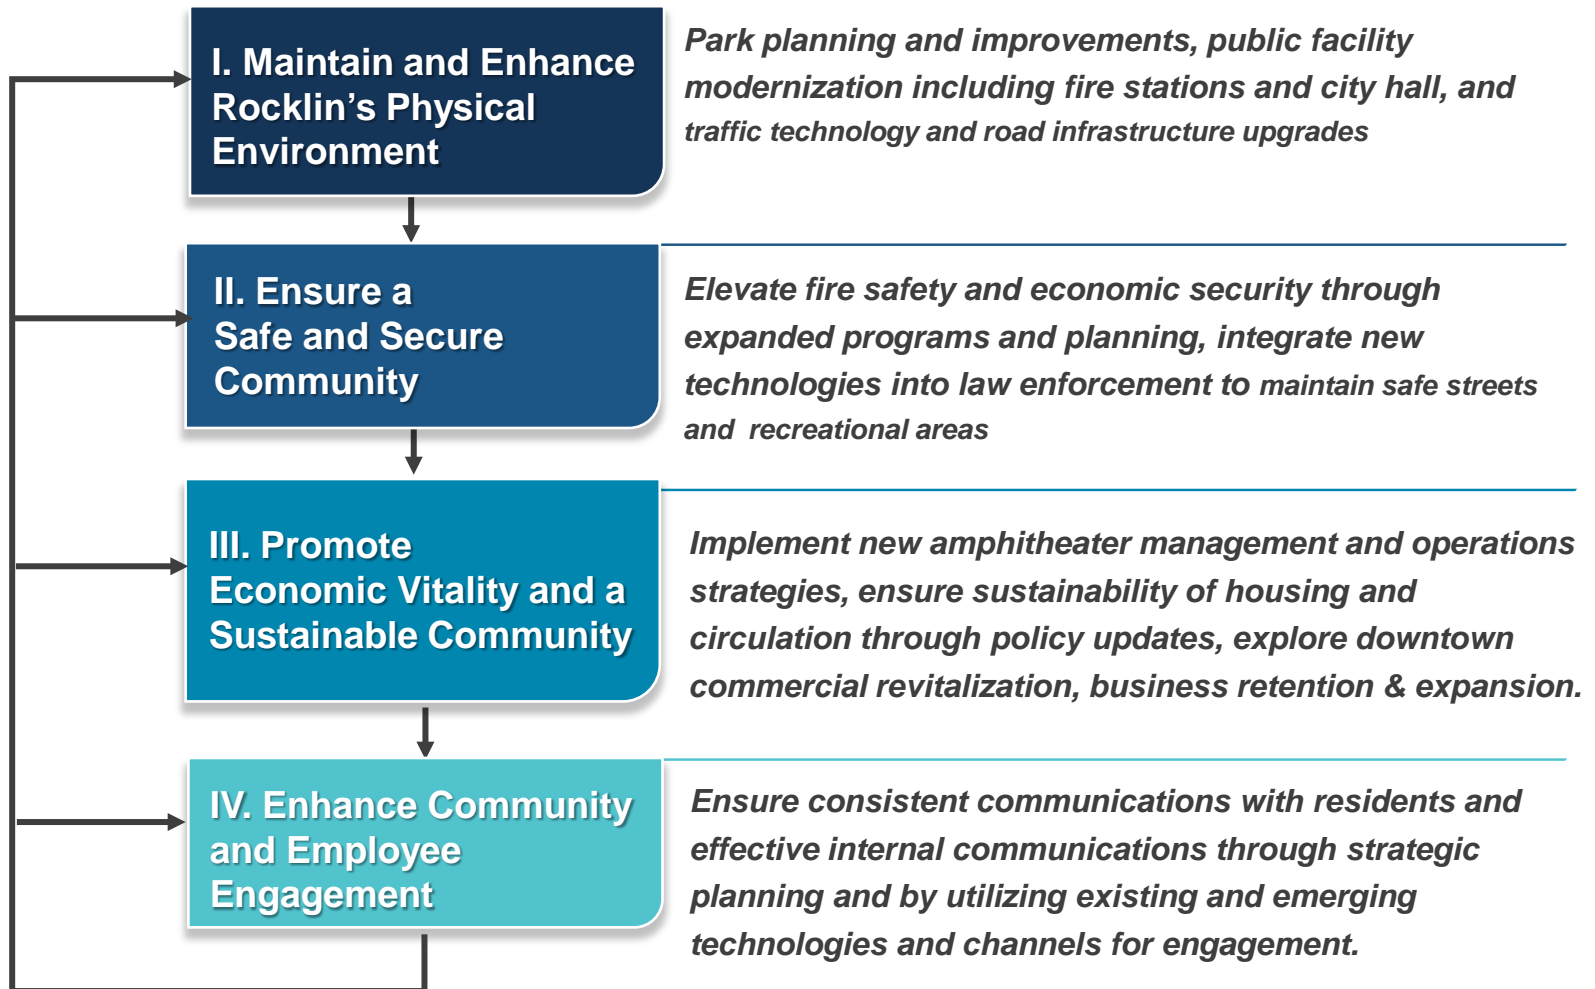 I. Maintain and Enhance
Rocklin’s Physical
Environment
Park planning and improvements, public facility
modernization including fire stations and city hall, and
traffic technology and road infrastructure upgrades
II. Ensure a
Safe and Secure
Community
Elevate fire safety and economic security through
expanded programs and planning, integrate new
technologies into law enforcement to maintain safe streets
and recreational areas
III. Promote
Economic Vitality and a
Sustainable Community
Implement new amphitheater management and operations
strategies, ensure sustainability of housing and
circulation through policy updates, explore downtown
commercial revitalization, business retention & expansion.
IV. Enhance Community
and Employee
Engagement
Ensure consistent communications with residents and
effective internal communications through strategic
planning and by utilizing existing and emerging
technologies and channels for engagement.